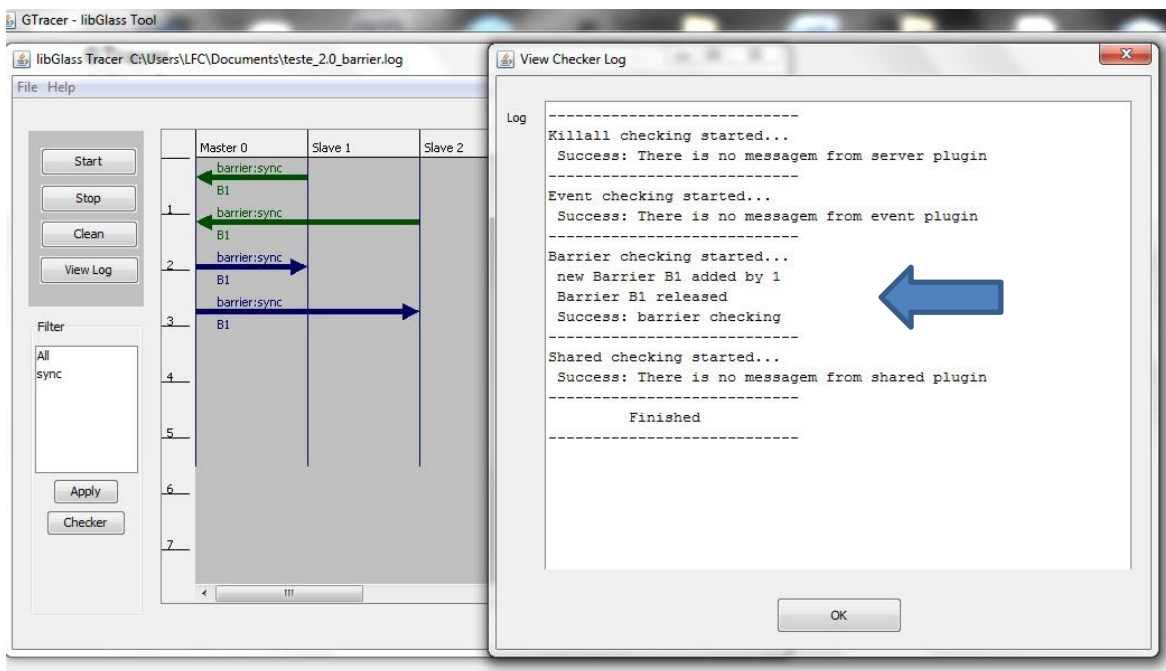 GTracer - libGlass Tool
libGlass Tracer C:\Users\LFC\Documents\teste_2.0_barrier.log
File Help
Start
Stop
Clean
View Log
Filter
All
sync
Apply
Checker
Master 0 Slave 1 Slave 2
barrier:sync
B1
1
barrier:sync
B1
2
barrier:sync
B1
barrier:sync
3
B1
4
5
6
7
View Checker Log
Log
----------------------------
Killall checking started...
Success: There is no messagem from server plugin
----------------------------
Event checking started...
Success: There is no messagem from event plugin
----------------------------
Barrier checking started...
new Barrier B1 added by 1
Barrier B1 released
Success: barrier checking
----------------------------
Shared checking started...
Success: There is no messagem from shared plugin
----------------------------
Finished
----------------------------
OK